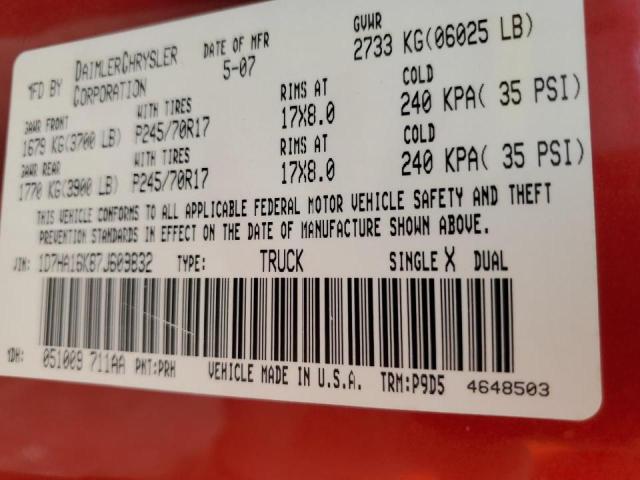 MFD BY DAIMLERCHRYSLER CORPORATION DATE OF MFR 5-07 GVWR 2733 KG(06025 LB)
GAWR FRONT WITH TIRES RIMS AT COLD
1679 KG(3700 LB) P245/70R17 17X8.0 240 KPA( 35 PSI)
GAWR REAR WITH TIRES RIMS AT COLD
1770 KG(3900 LB) P245/70R17 17X8.0 240 KPA( 35 PSI)
THIS VEHICLE CONFORMS TO ALL APPLICABLE FEDERAL MOTOR VEHICLE SAFETY AND THEFT
PREVENTION STANDARDS IN EFFECT ON THE DATE OF MANUFACTURE SHOWN ABOVE.
VIN: 1D7HA16K87J609832 TYPE: TRUCK SINGLE X DUAL
MDH: 051009 711AA PNT:PRH VEHICLE MADE IN U.S.A. TRM:P9D5 4648503